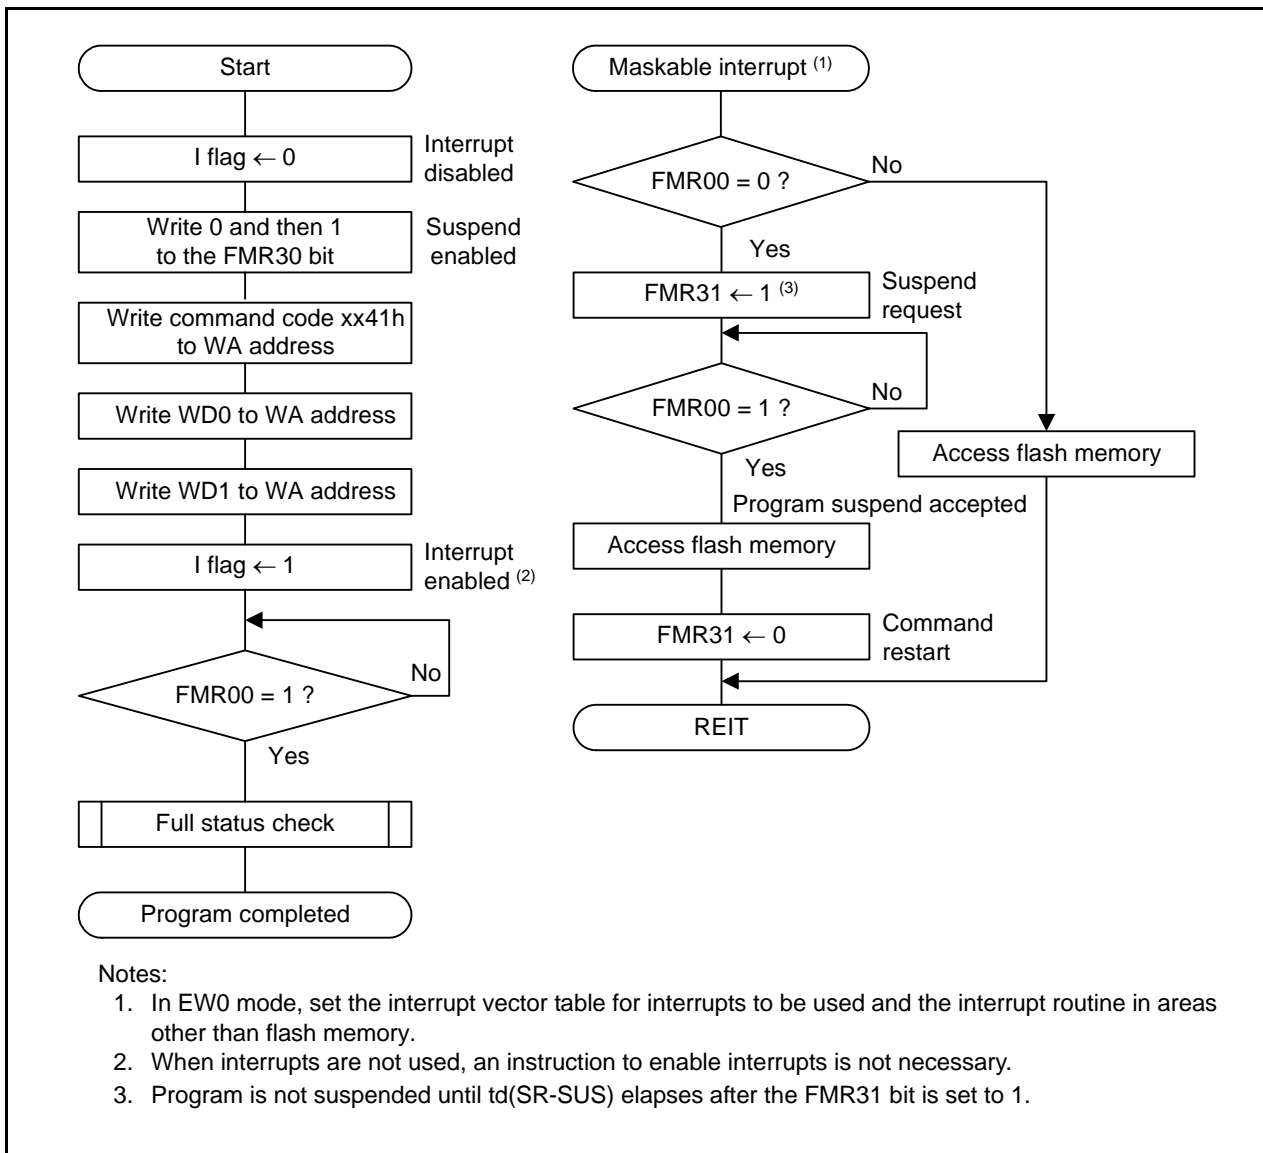 Start
I flag ← 0
Interrupt
disabled
Write 0 and then 1
to the FMR30 bit
Suspend
enabled
Write command code xx41h
to WA address
Write WD0 to WA address
Write WD1 to WA address
I flag ← 1
Interrupt
enabled (2)
No
FMR00 = 1 ?
Yes
Full status check
Program completed
Maskable interrupt (1)
No
FMR00 = 0 ?
Yes
FMR31 ← 1 (3)
Suspend
request
No
FMR00 = 1 ?
Yes
Access flash memory
Program suspend accepted
Access flash memory
FMR31 ← 0
Command
restart
REIT
Notes:
1. In EW0 mode, set the interrupt vector table for interrupts to be used and the interrupt routine in areas
other than flash memory.
2. When interrupts are not used, an instruction to enable interrupts is not necessary.
3. Program is not suspended until td(SR-SUS) elapses after the FMR31 bit is set to 1.